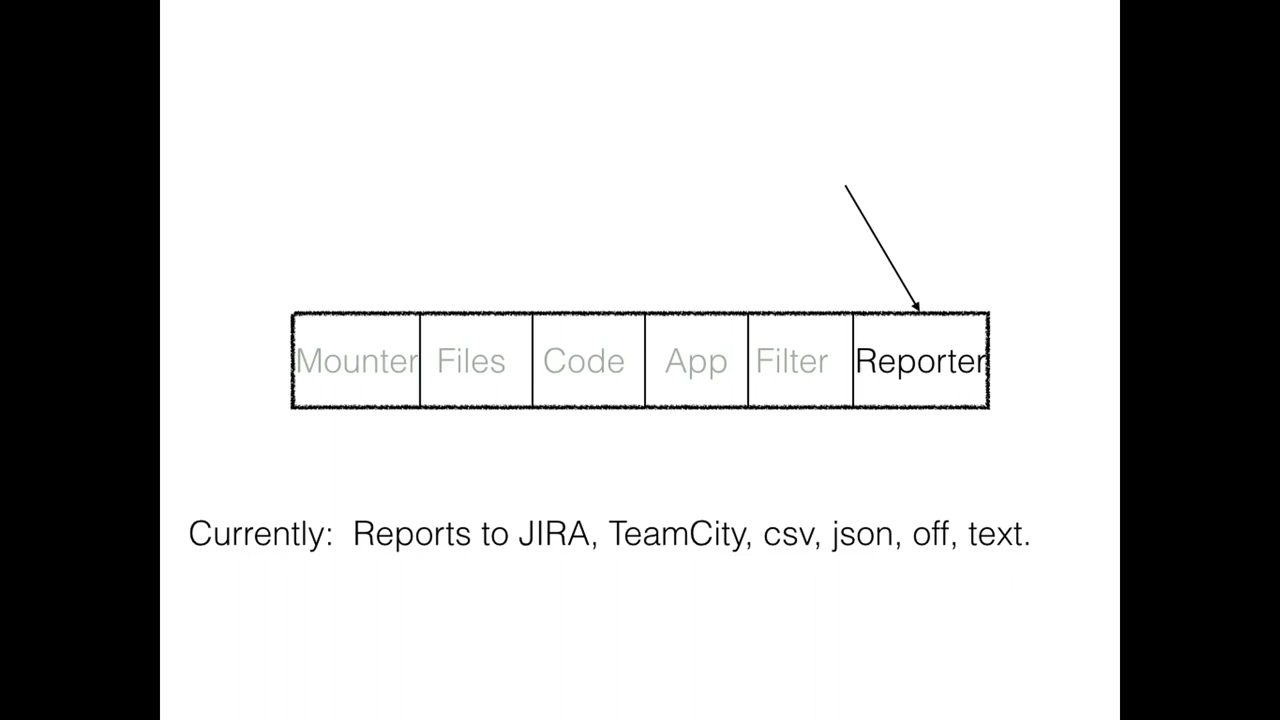 Mounter Files Code App Filter Reporter
Currently: Reports to JIRA, TeamCity, csv, json, off, text.